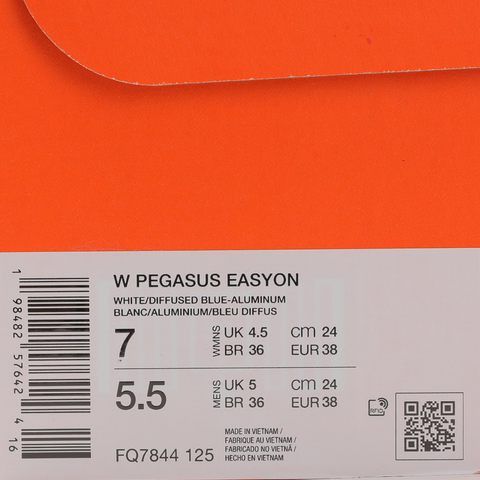 W PEGASUS EASYON
WHITE/DIFFUSED BLUE-ALUMINUM
BLANC/ALUMINIUM/BLEU DIFFUS
7 WMNS UK 4.5 cm 24
BR 36 EUR 38
5.5 MENS UK 5 cm 24
BR 36 EUR 38
FQ7844 125
MADE IN VIETNAM /
FABRIQUE AU VIETNAM /
FABRICADO NO VIETNÃ /
HECHO EN VIETNAM
RFID
1 98482 57642 4 16